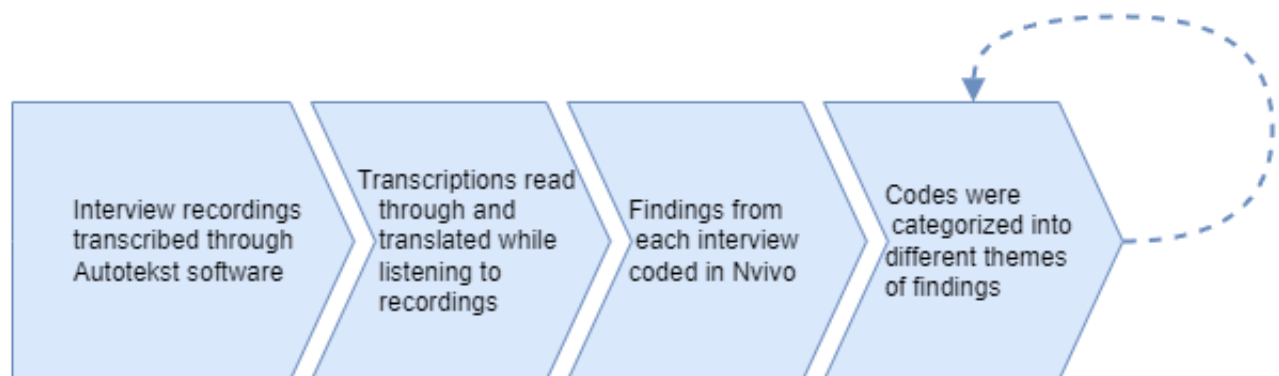 Interview recordings
transcribed through
Autotekst software
Transcriptions read
through and
translated while
listening to
recordings
Findings from
each interview
coded in Nvivo
Codes were
categorized into
different themes
of findings